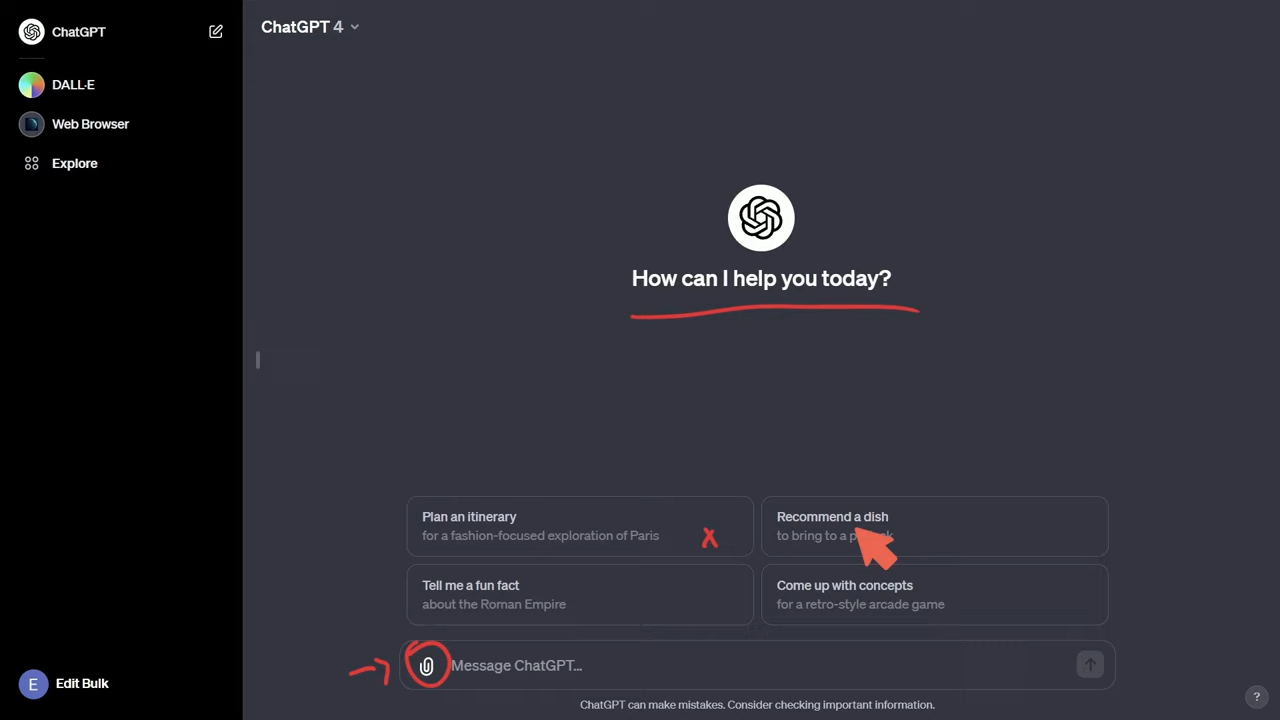 ChatGPT
DALL·E
Web Browser
Explore
E
Edit Bulk
ChatGPT 4
How can I help you today?
Plan an itinerary
for a fashion-focused exploration of Paris
X
Recommend a dish
to bring to a
Tell me a fun fact
about the Roman Empire
Come up with concepts
for a retro-style arcade game
Message ChatGPT...
ChatGPT can make mistakes. Consider checking important information.
?